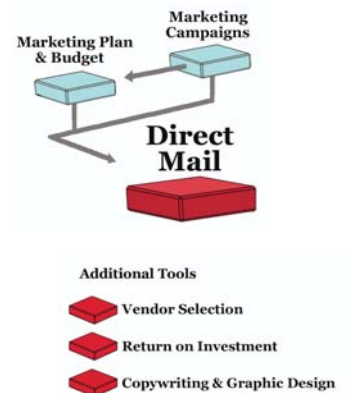 Marketing
Campaigns
Marketing Plan
& Budget
Direct
Mail
Additional Tools
Vendor Selection
Return on Investment
Copywriting & Graphic Design